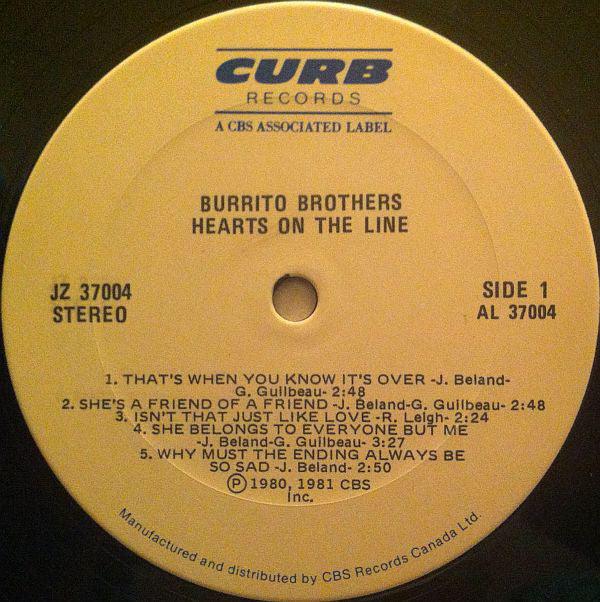 CURB
RECORDS
A CBS ASSOCIATED LABEL
BURRITO BROTHERS
HEARTS ON THE LINE
JZ 37004
STEREO
SIDE 1
AL 37004
1. THAT'S WHEN YOU KNOW IT'S OVER -J. Beland-
G. Guilbeau- 2:48
2. SHE'S A FRIEND OF A FRIEND -J. Beland-G. Guilbeau- 2:48
3. ISN'T THAT JUST LIKE LOVE -R. Leigh- 2:24
4. SHE BELONGS TO EVERYONE BUT ME
-J. Beland-G. Guilbeau- 3:27
5. WHY MUST THE ENDING ALWAYS BE
SO SAD -J. Beland- 2:50
Ⓟ 1980, 1981 CBS
Inc.
Manufactured and distributed by CBS Records Canada Ltd.